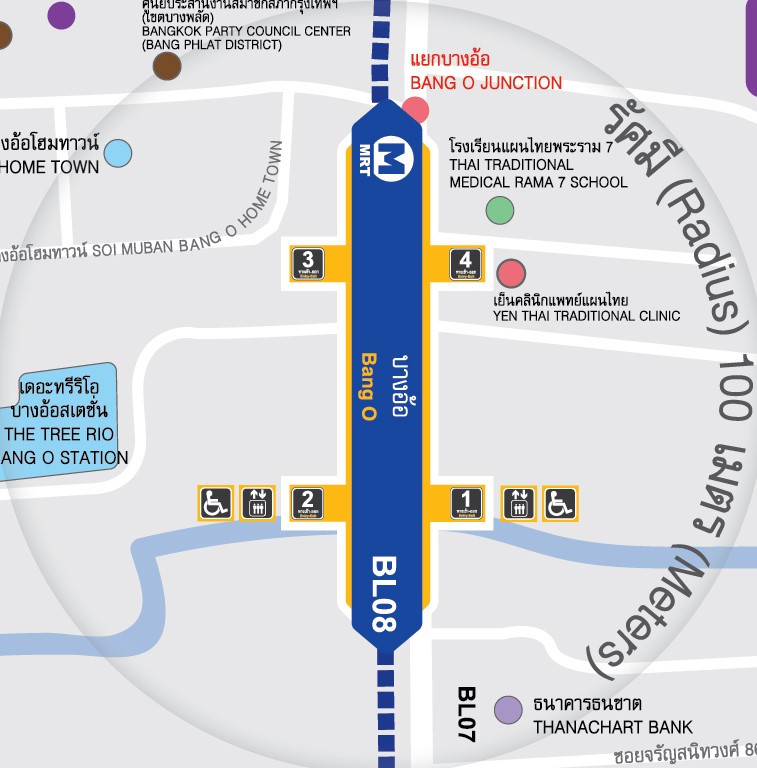 ศูนย์ประสานงานสมาชิกสภากรุงเทพฯ
(เขตบางพลัด)
BANGKOK PARTY COUNCIL CENTER
(BANG PHLAT DISTRICT)
แยกบางอ้อ
BANG O JUNCTION
M
MRT
งอ้อโฮมทาวน์
HOME TOWN
โรงเรียนแผนไทยพระราม 7
THAI TRADITIONAL
MEDICAL RAMA 7 SCHOOL
รัศมี (Radius) 100 เมตร (Meters)
งอ้อโฮมทาวน์ SOI MUBAN BANG O HOME TOWN
3
4
เย็นคลินิกแพทย์แผนไทย
YEN THAI TRADITIONAL CLINIC
บางอ้อ
Bang O
เดอะทรีริโอ
บางอ้อสเตชั่น
THE TREE RIO
ANG O STATION
2
1
BL08
BL07
ธนาคารธนชาต
THANACHART BANK
ซอยจรัญสนิทวงศ์ 86